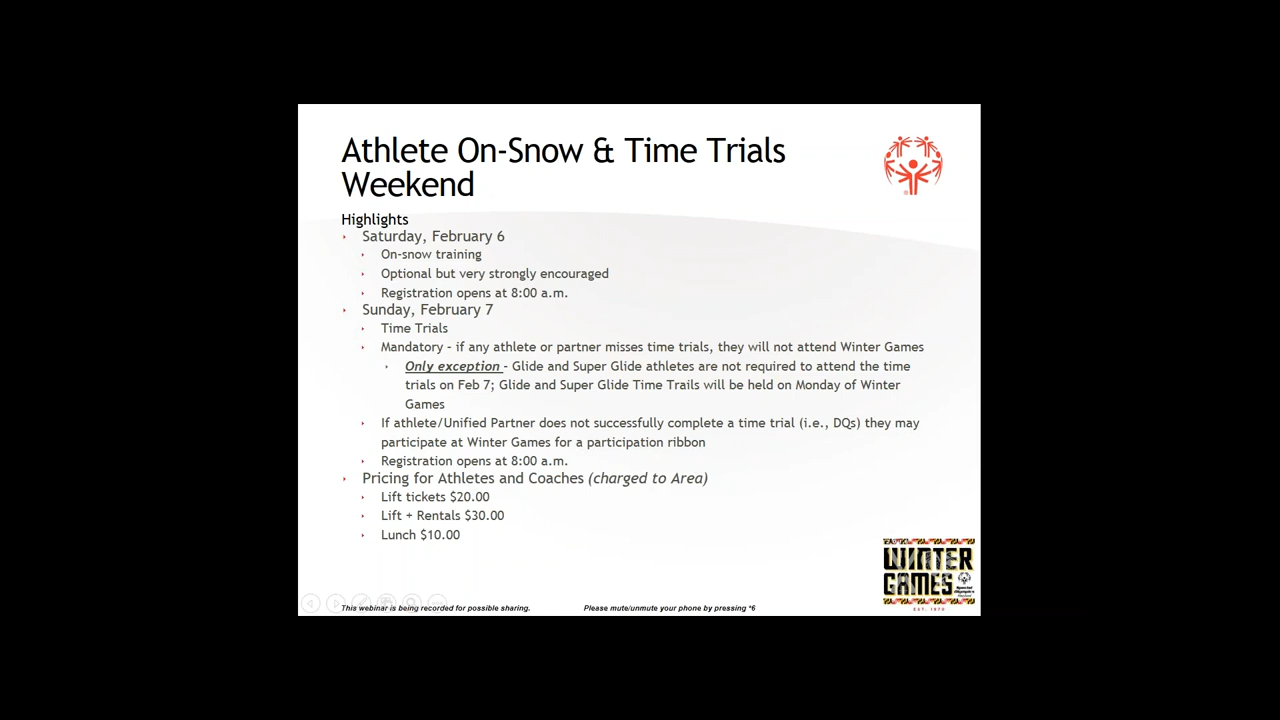 Athlete On-Snow & Time Trials
Weekend
Highlights
Saturday, February 6
On-snow training
Optional but very strongly encouraged
Registration opens at 8:00 a.m.
Sunday, February 7
Time Trials
Mandatory – if any athlete or partner misses time trials, they will not attend Winter Games
Only exception – Glide and Super Glide athletes are not required to attend the time
trials on Feb 7; Glide and Super Glide Time Trails will be held on Monday of Winter
Games
If athlete/Unified Partner does not successfully complete a time trial (i.e., DQs) they may
participate at Winter Games for a participation ribbon
Registration opens at 8:00 a.m.
Pricing for Athletes and Coaches (charged to Area)
Lift tickets $20.00
Lift + Rentals $30.00
Lunch $10.00
WINTER
GAMES
EST. 1970
This webinar is being recorded for possible sharing. Please mute/unmute your phone by pressing *6